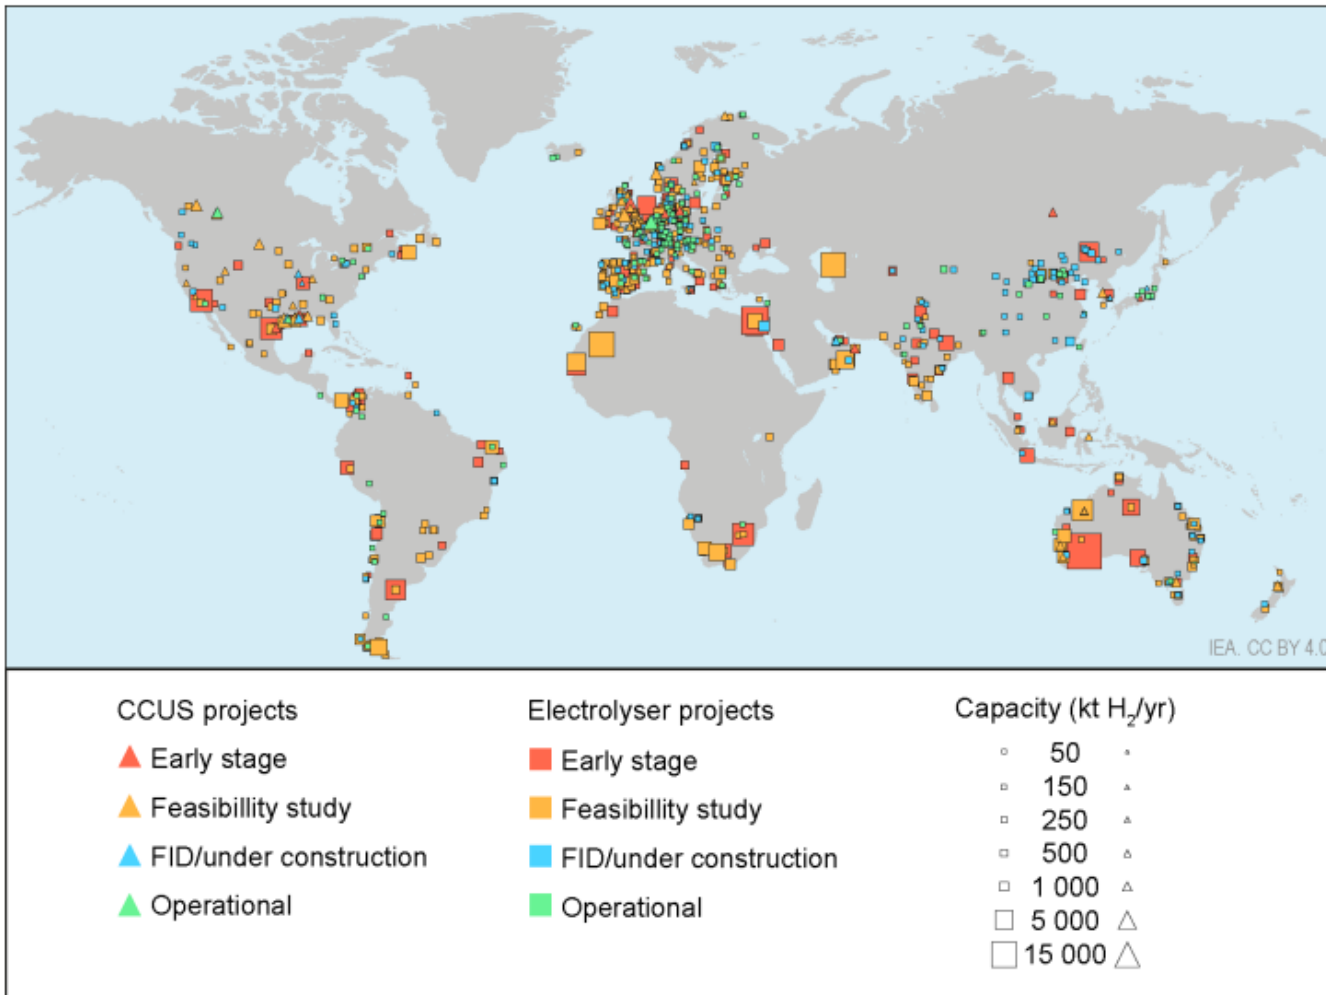 IEA. CC BY 4.0
CCUS projects
Early stage
Feasibillity study
FID/under construction
Operational
Electrolyser projects
Early stage
Feasibillity study
FID/under construction
Operational
Capacity (kt H₂/yr)
50
150
250
500
1 000
5 000
15 000